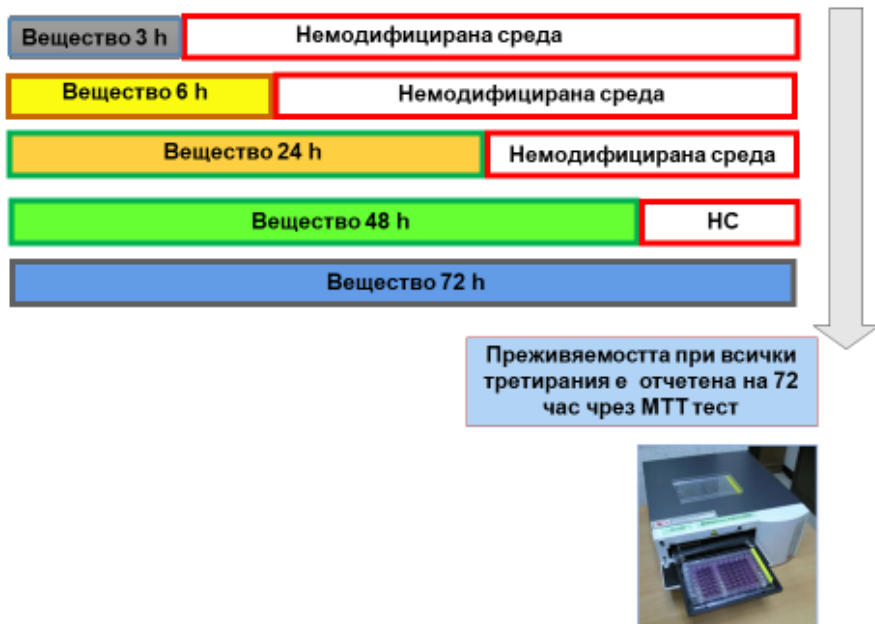 Вещество 3 h
Немодифицирана среда
Вещество 6 h
Немодифицирана среда
Вещество 24 h
Немодифицирана среда
Вещество 48 h
НС
Вещество 72 h
Преживяемостта при всички
третирания е отчетена на 72
час чрез МТТ тест